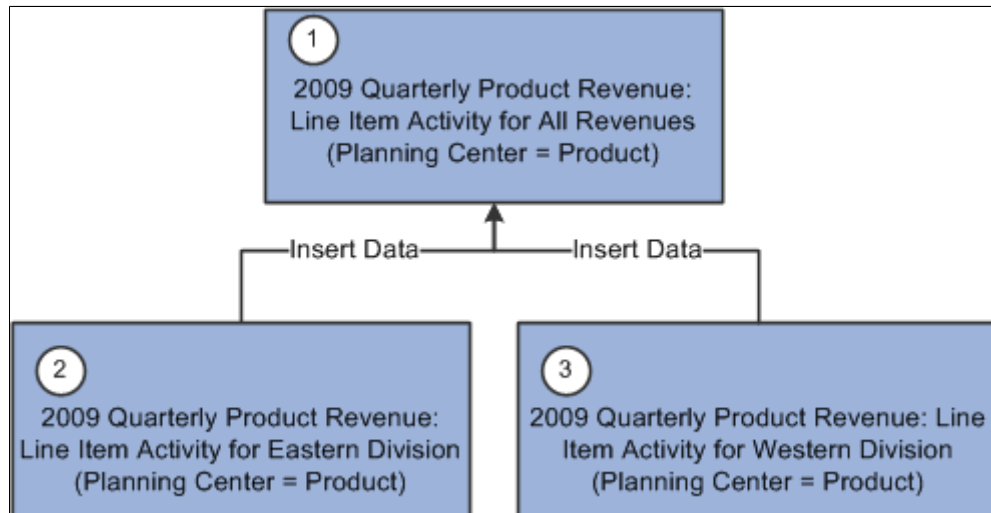 1
2009 Quarterly Product Revenue:
Line Item Activity for All Revenues
(Planning Center = Product)
Insert Data
Insert Data
2
2009 Quarterly Product Revenue:
Line Item Activity for Eastern Division
(Planning Center = Product)
3
2009 Quarterly Product Revenue: Line
Item Activity for Western Division
(Planning Center = Product)